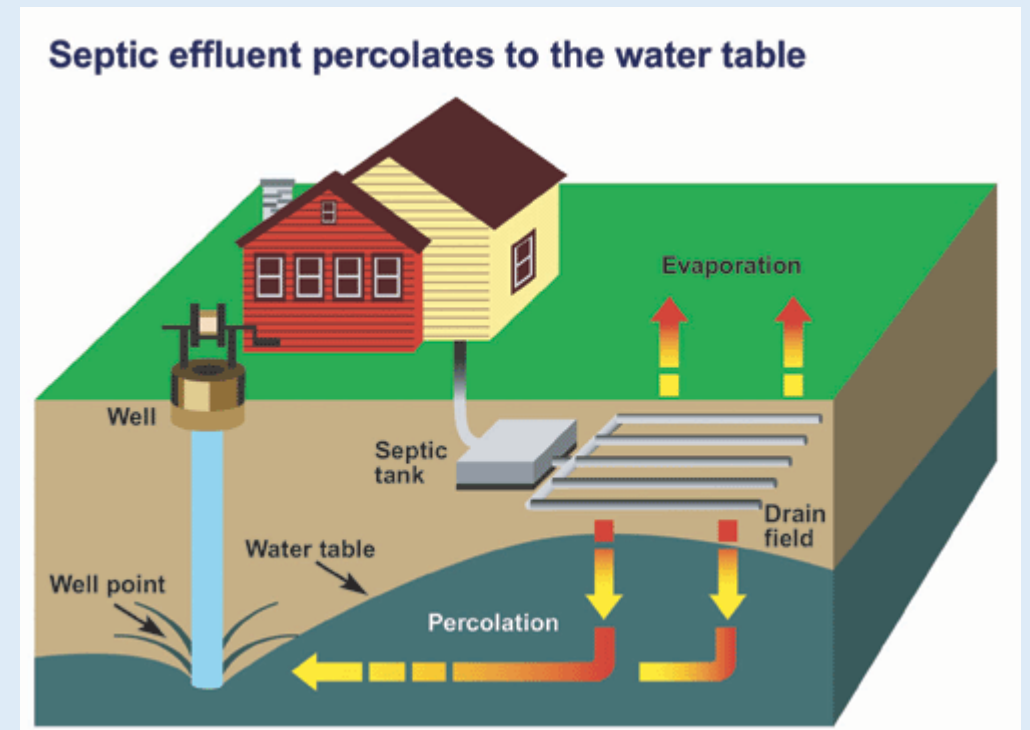 Septic effluent percolates to the water table
Evaporation
Well
Septic
tank
Drain
field
Water table
Well point
Percolation